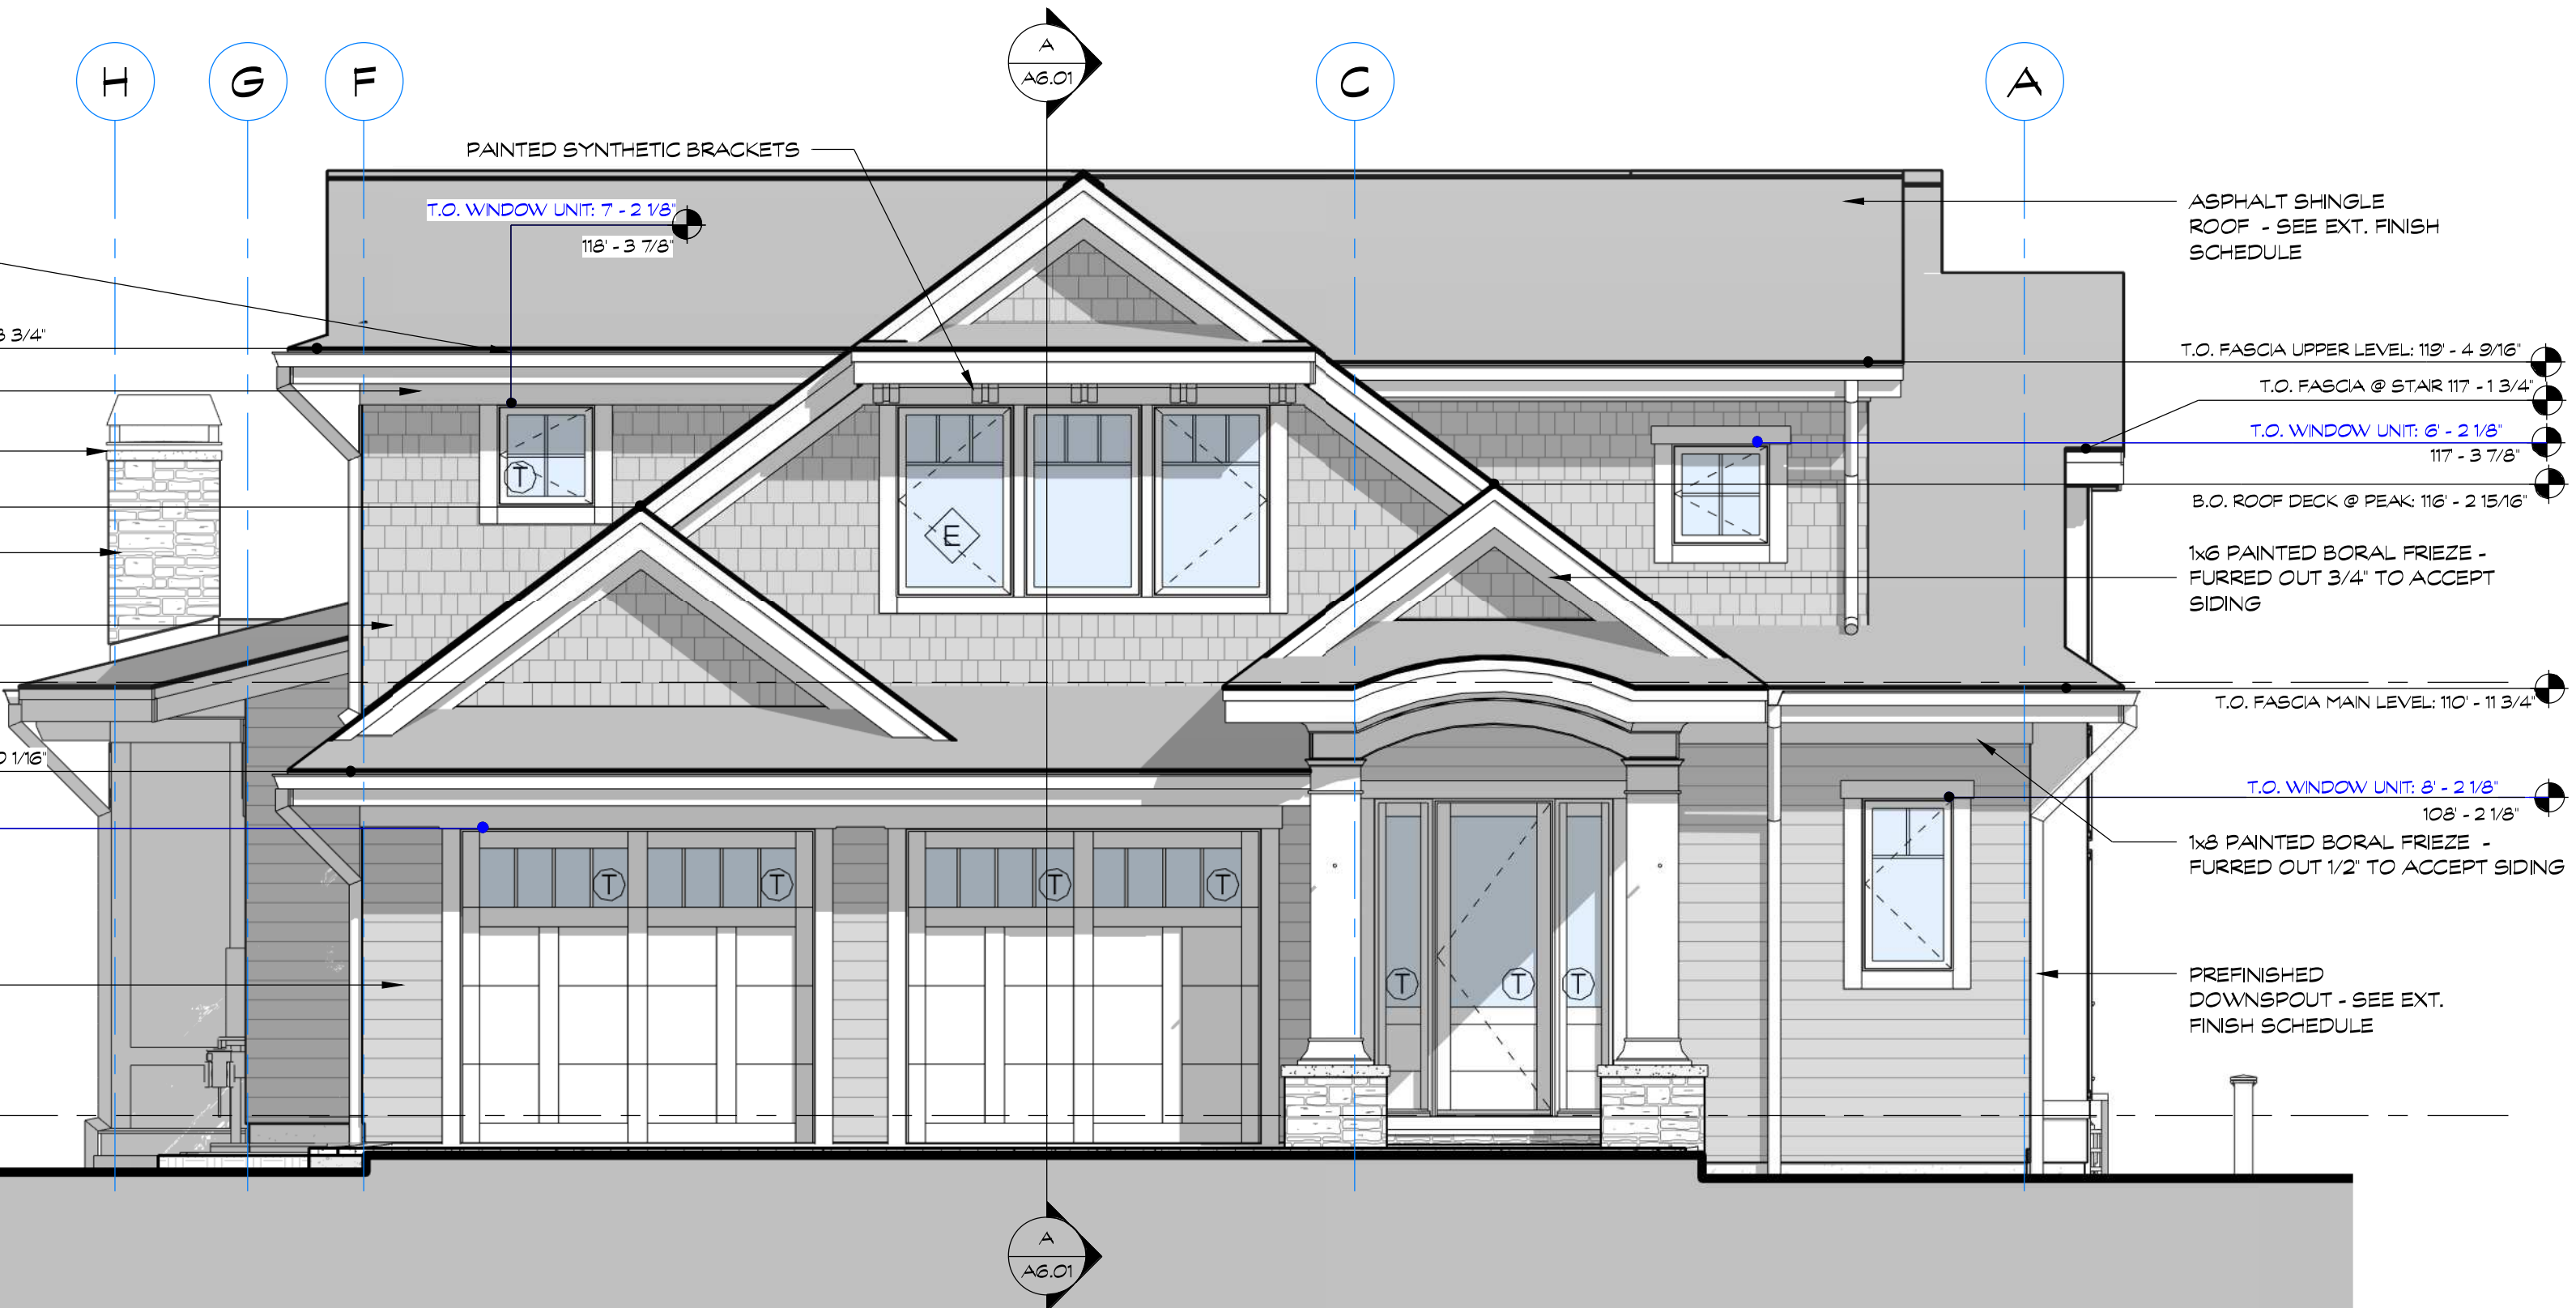 H
G
F
A
A6.01
C
A
PAINTED SYNTHETIC BRACKETS
T.O. WINDOW UNIT: 7' - 2 1/8"
118' - 3 7/8"
ASPHALT SHINGLE
ROOF - SEE EXT. FINISH
SCHEDULE
3 3/4"
T.O. FASCIA UPPER LEVEL: 119' - 4 9/16"
T.O. FASCIA @ STAIR 117' - 1 3/4"
T.O. WINDOW UNIT: 6' - 2 1/8"
117' - 3 7/8"
T
E
B.O. ROOF DECK @ PEAK: 116' - 2 15/16"
1x6 PAINTED BORAL FRIEZE -
FURRED OUT 3/4" TO ACCEPT
SIDING
T.O. FASCIA MAIN LEVEL: 110' - 11 3/4"
0 1/16"
T.O. WINDOW UNIT: 8' - 2 1/8"
108' - 2 1/8"
1x8 PAINTED BORAL FRIEZE -
FURRED OUT 1/2" TO ACCEPT SIDING
T
T
T
T
T
T
T
PREFINISHED
DOWNSPOUT - SEE EXT.
FINISH SCHEDULE
A
A6.01